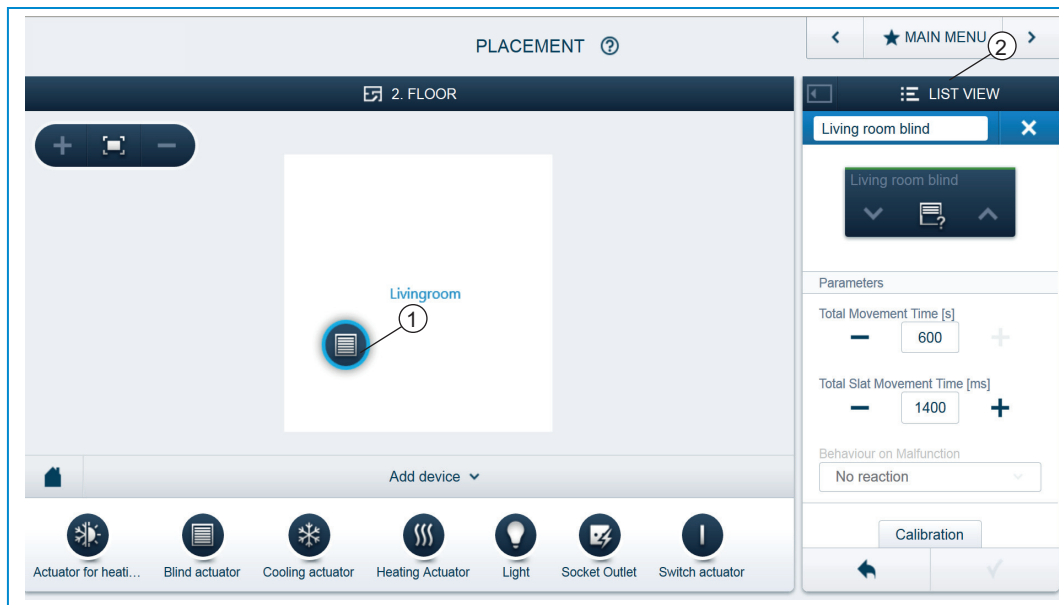 PLACEMENT ?
MAIN MENU
2
2. FLOOR
LIST VIEW
Living room blind
Living room blind
?
Parameters
Livingroom
1
Total Movement Time [s]
600
Total Slat Movement Time [ms]
1400
Behaviour on Malfunction
No reaction
Add device
Calibration
Actuator for heati...
Blind actuator
Cooling actuator
Heating Actuator
Light
Socket Outlet
Switch actuator